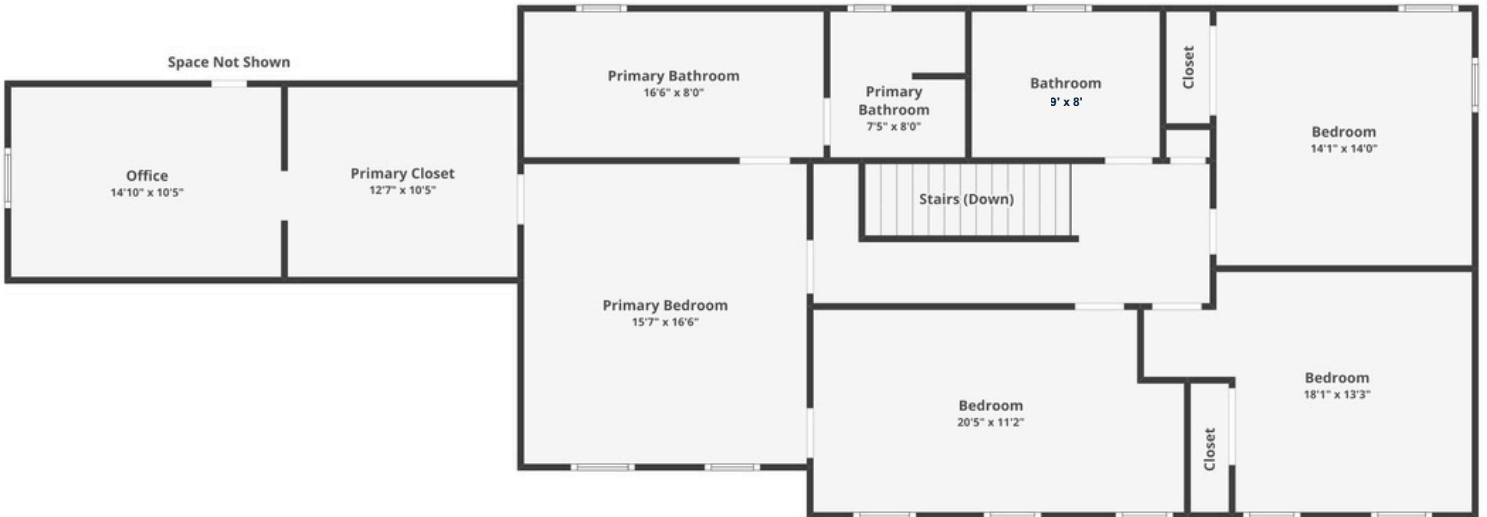 Space Not Shown
Office
14'10" x 10'5"
Primary Closet
12'7" x 10'5"
Primary Bathroom
16'6" x 8'0"
Primary
Bathroom
7'5" x 8'0"
Bathroom
9' x 8'
Closet
Bedroom
14'1" x 14'0"
Stairs (Down)
Primary Bedroom
15'7" x 16'6"
Bedroom
20'5" x 11'2"
Closet
Bedroom
18'1" x 13'3"